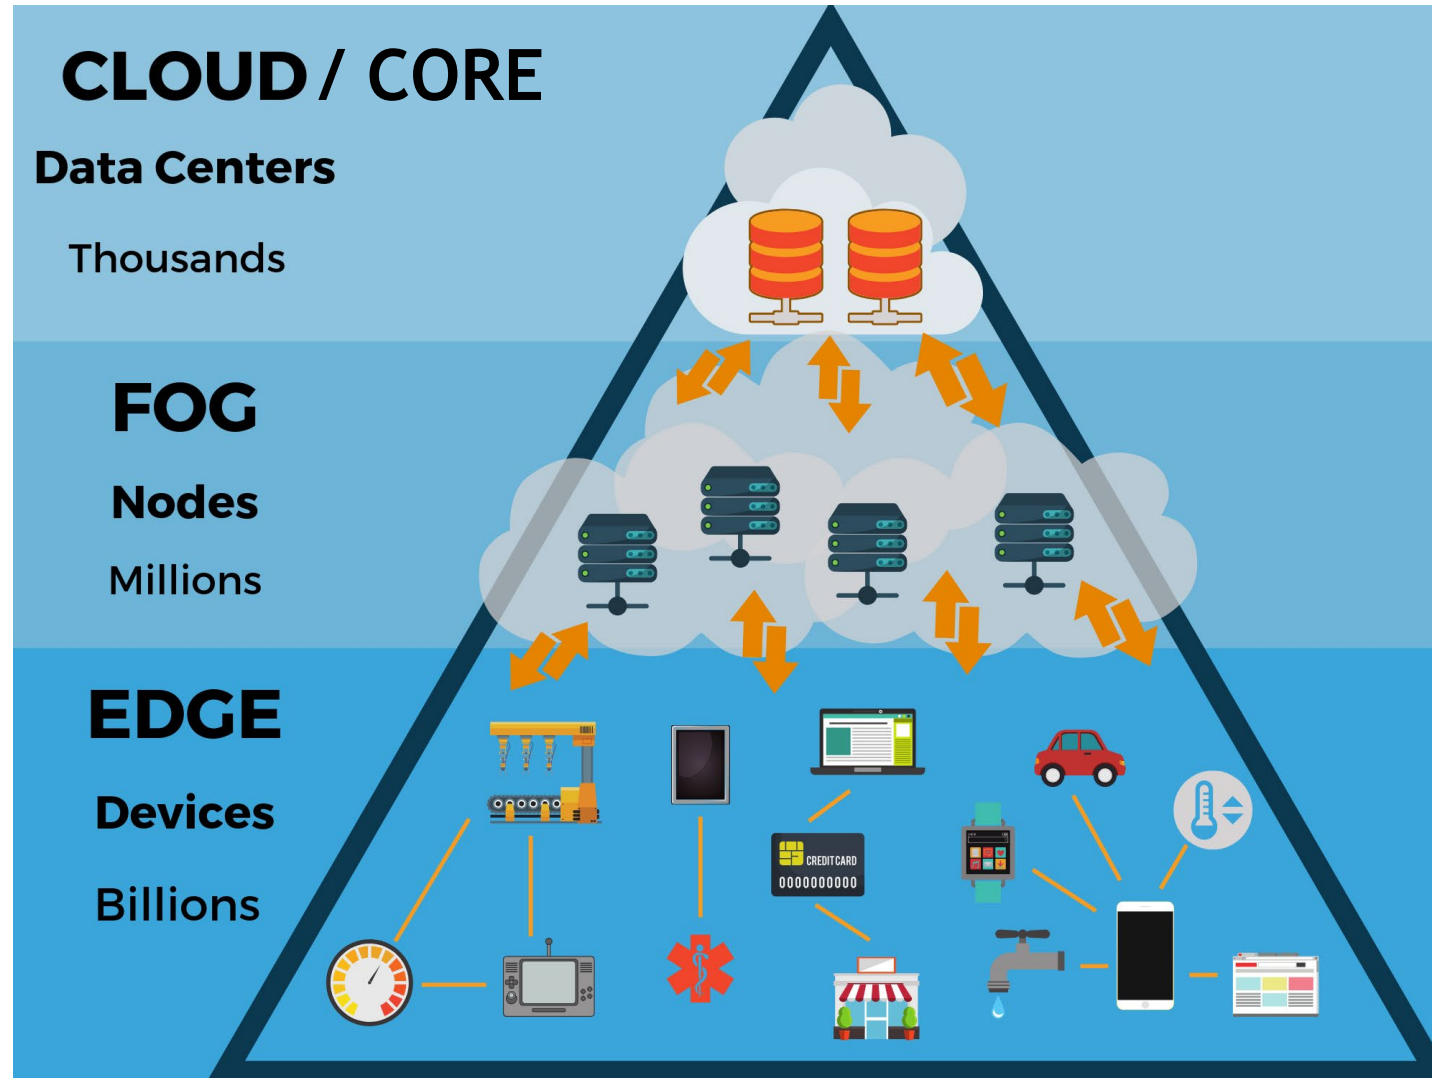 CLOUD / CORE
Data Centers
Thousands
FOG
Nodes
Millions
EDGE
Devices
Billions
CREDIT CARD
0000000000